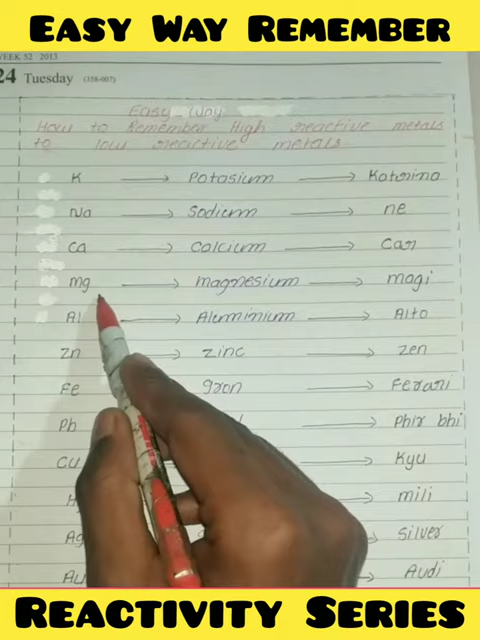 EASY WAY REMEMBER
WEEK 52 2013
24 Tuesday (358-007)
Easy Way
How to Remember High reactive metals
to low reactive metals
K → Potasium → Katrina
Na → Sodium → ne
Ca → Calcium → Car
mg → magnesium → magi
Al → Aluminium → Alto
Zn → zinc → zen
Fe → gron → Ferari
Pb → Phir bhi
Cu → Kyu
→ mili
Ag → Silver
Au → Audi
REACTIVITY SERIES